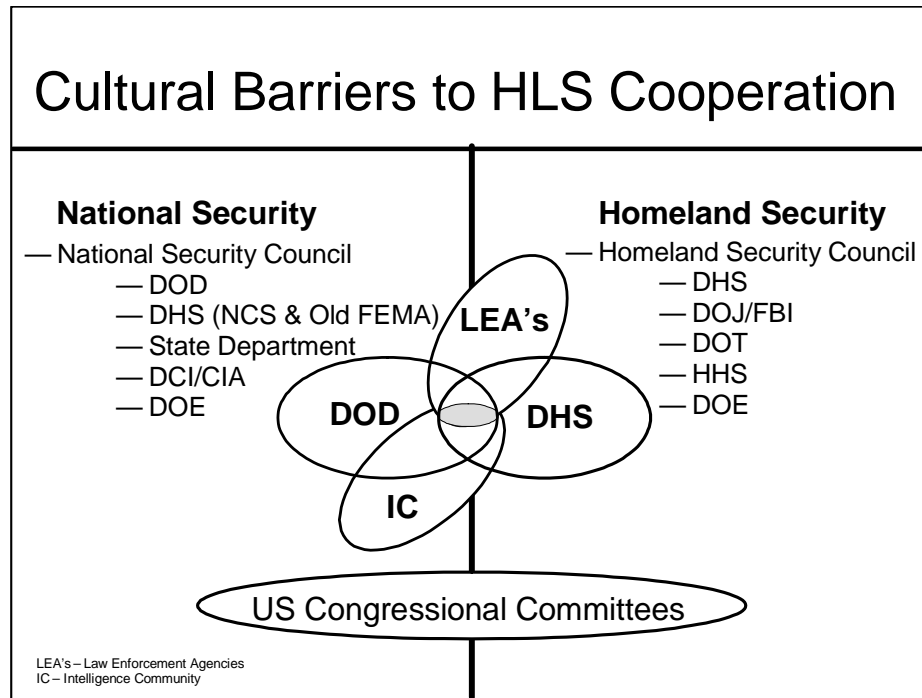 Cultural Barriers to HLS Cooperation
National Security
— National Security Council
— DOD
— DHS (NCS & Old FEMA)
— State Department
— DCI/CIA
— DOE
Homeland Security
— Homeland Security Council
— DHS
— DOJ/FBI
— DOT
— HHS
— DOE
LEA's
DOD
DHS
IC
US Congressional Committees
LEA's – Law Enforcement Agencies
IC – Intelligence Community